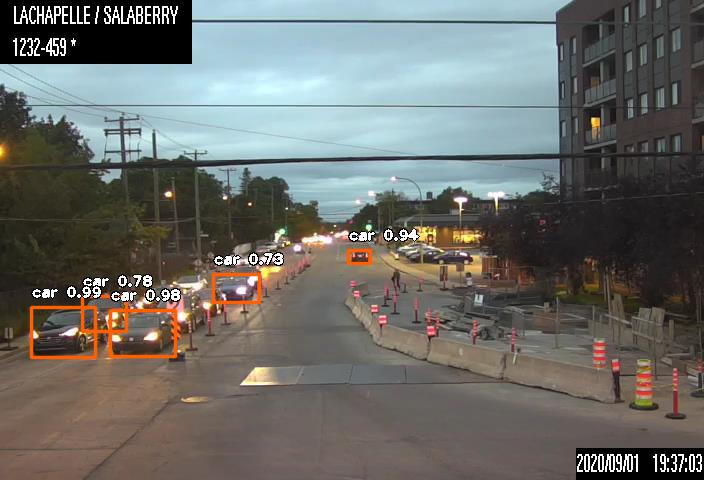 LACHAPELLE / SALABERRY
1232-459 *
car 0.94
car 0.73
car 0.78
car 0.99
car 0.98
2020/09/01 19:37:03